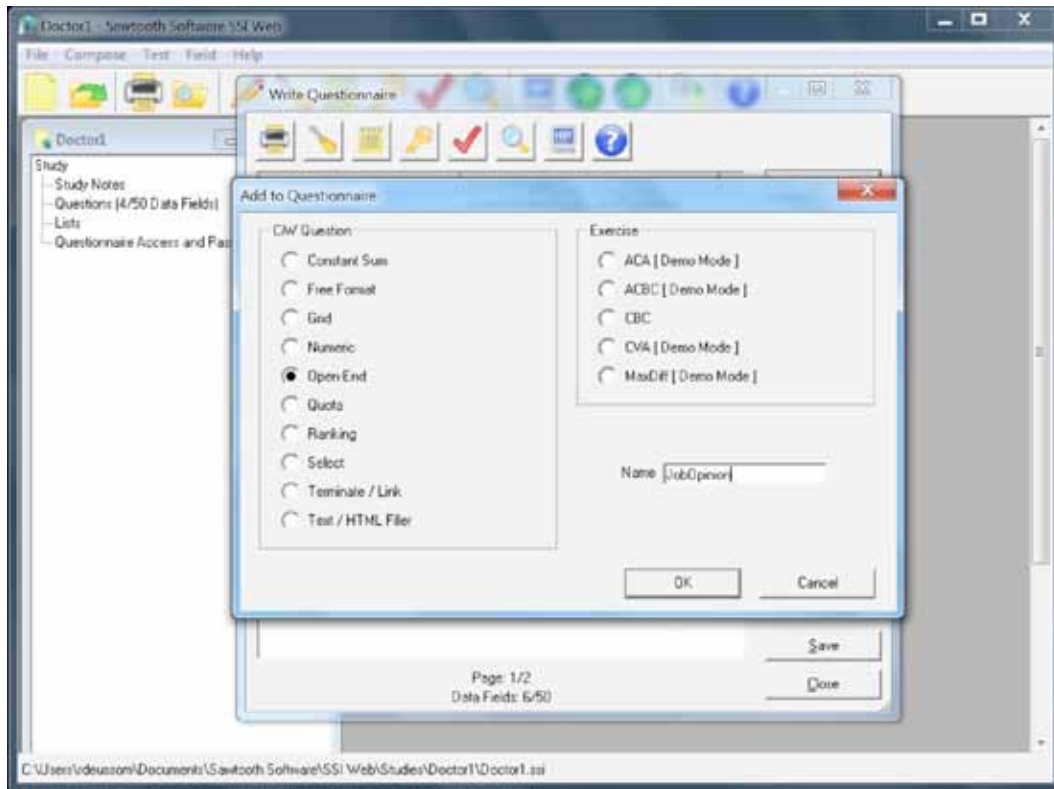 Doctor1 - Sawtooth Software SSI Web
File Compose Test Field Help
Write Questionnaire
Doctor1
Study
Study Notes
Questions (4/50 Data Fields)
Lists
Questionnaire Access and
Add to Questionnaire
CiW Question
Constant Sum
Free Format
Grid
Numeric
Open End
Quota
Ranking
Select
Terminate / Link
Text / HTML Filler
Exercise
ACA [ Demo Mode ]
ACBC [ Demo Mode ]
CBC
CVA [ Demo Mode ]
MaxDiff [ Demo Mode ]
Name JobOpinion
OK Cancel
Save
Page: 1/2
Data Fields: 6/50
Close
C:\Users\vdeussom\Documents\Sawtooth Software\SSI Web\Studies\Doctor1\Doctor1.ssi